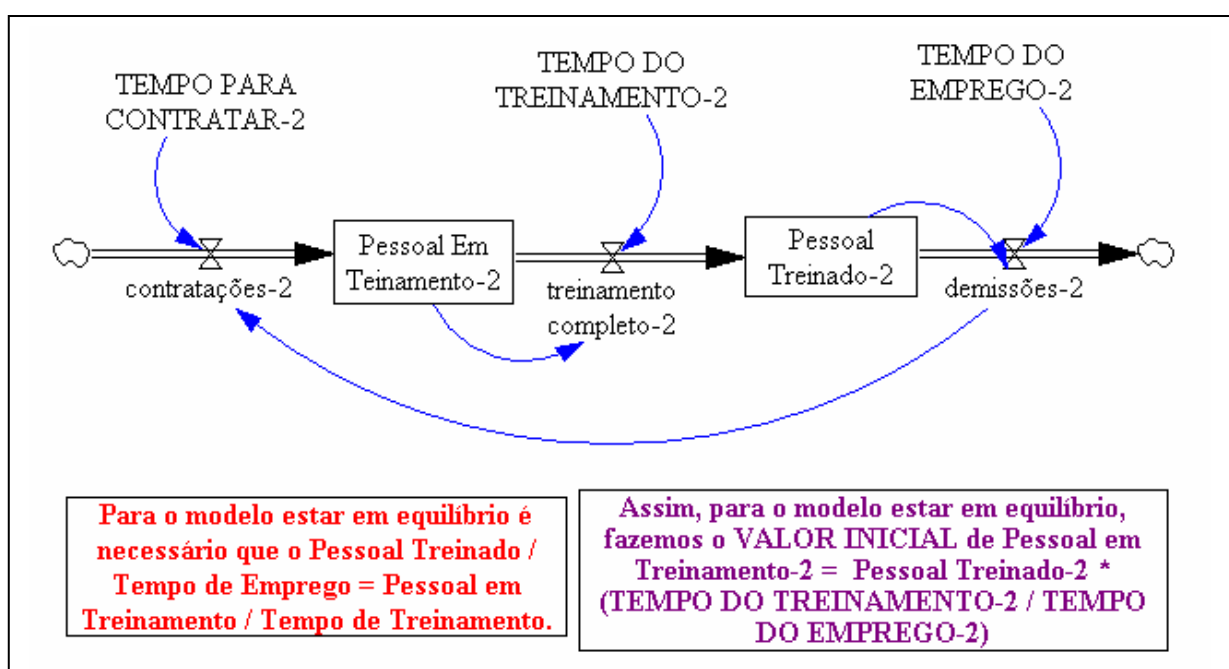 TEMPO PARA
CONTRATAR-2
TEMPO DO
TREINAMENTO-2
TEMPO DO
EMPREGO-2
contratações-2
Pessoal Em
Teinamento-2
treinamento
completo-2
Pessoal
Treinado-2
demissões-2
Para o modelo estar em equilíbrio é
necessário que o Pessoal Treinado /
Tempo de Emprego = Pessoal em
Treinamento / Tempo de Treinamento.
Assim, para o modelo estar em equilíbrio,
fazemos o VALOR INICIAL de Pessoal em
Treinamento-2 = Pessoal Treinado-2 *
(TEMPO DO TREINAMENTO-2 / TEMPO
DO EMPREGO-2)